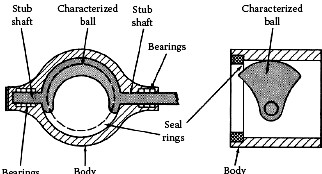 Stub
shaft
Characterized
ball
Stub
shaft
Bearings
Characterized
ball
Seal
rings
Bearings
Body
Body